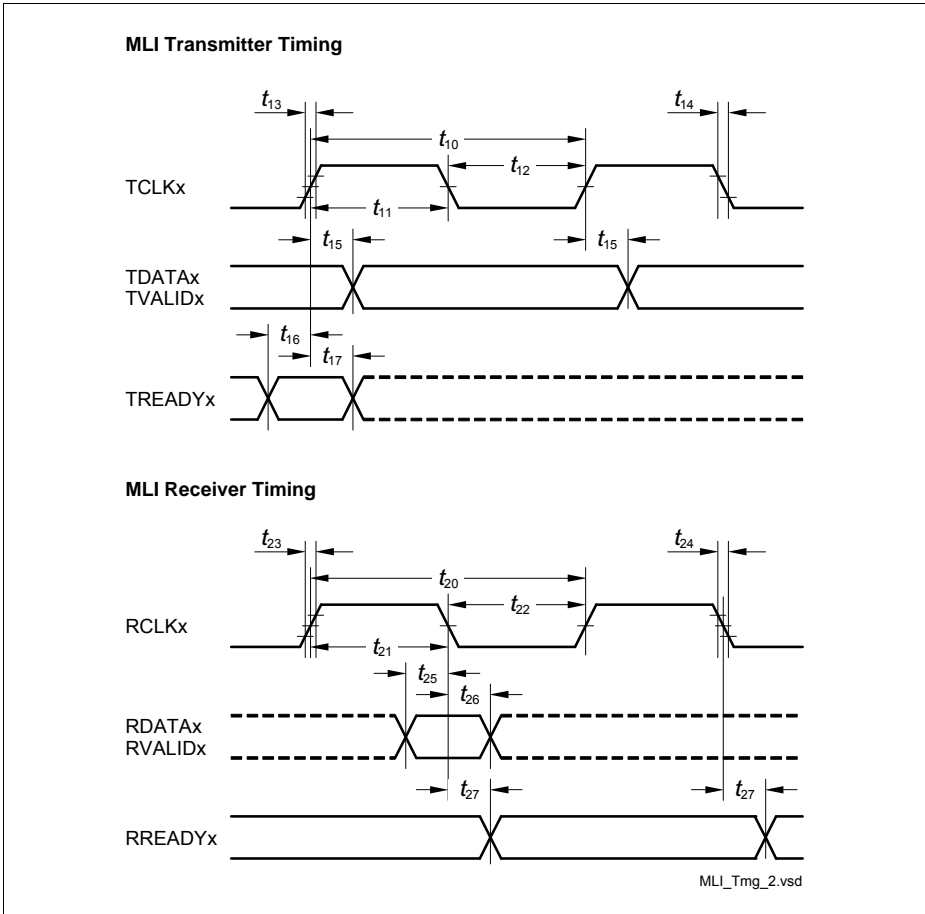 MLI Transmitter Timing
t13
t14
t10
t12
TCLKx
t11
t15
t15
TDATAx
TVALIDx
t16
t17
TREADYx
MLI Receiver Timing
t23
t24
t20
t22
RCLKx
t21
t25
t26
RDATAx
RVALIDx
t27
t27
RREADYx
MLI_Tmg_2.vsd